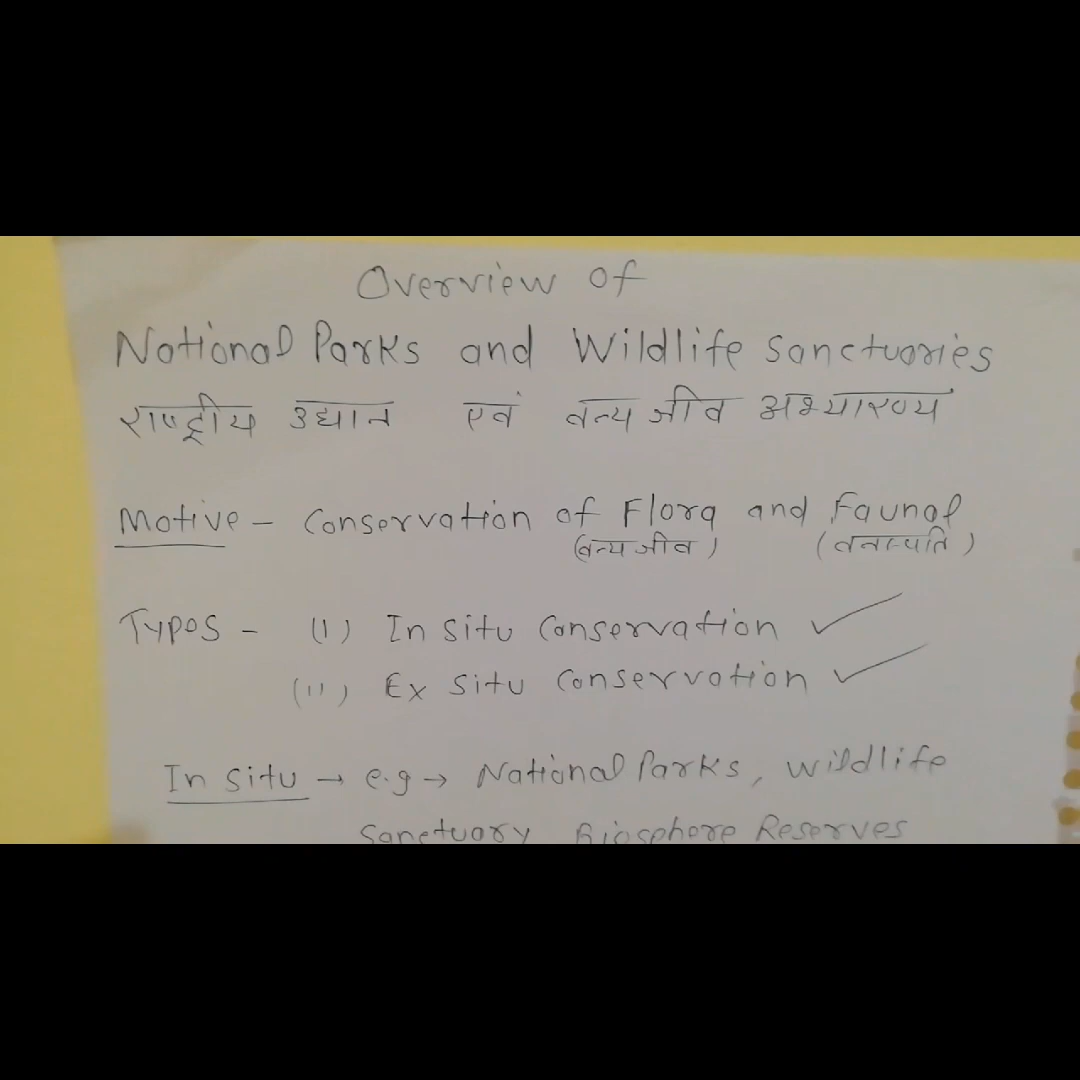 Overview of
National Parks and Wildlife Sanctuaries
राष्ट्रीय उद्यान एवं वन्य जीव अभ्यारण्य
Motive - Conservation of Flora and Faunal
(वन्य जीव) (वनस्पति)
Types - (I) In situ Conservation ✓
(II) Ex situ Conservation ✓
In situ → e.g → National Parks, Wildlife
Sanctuary Biosphere Reserves